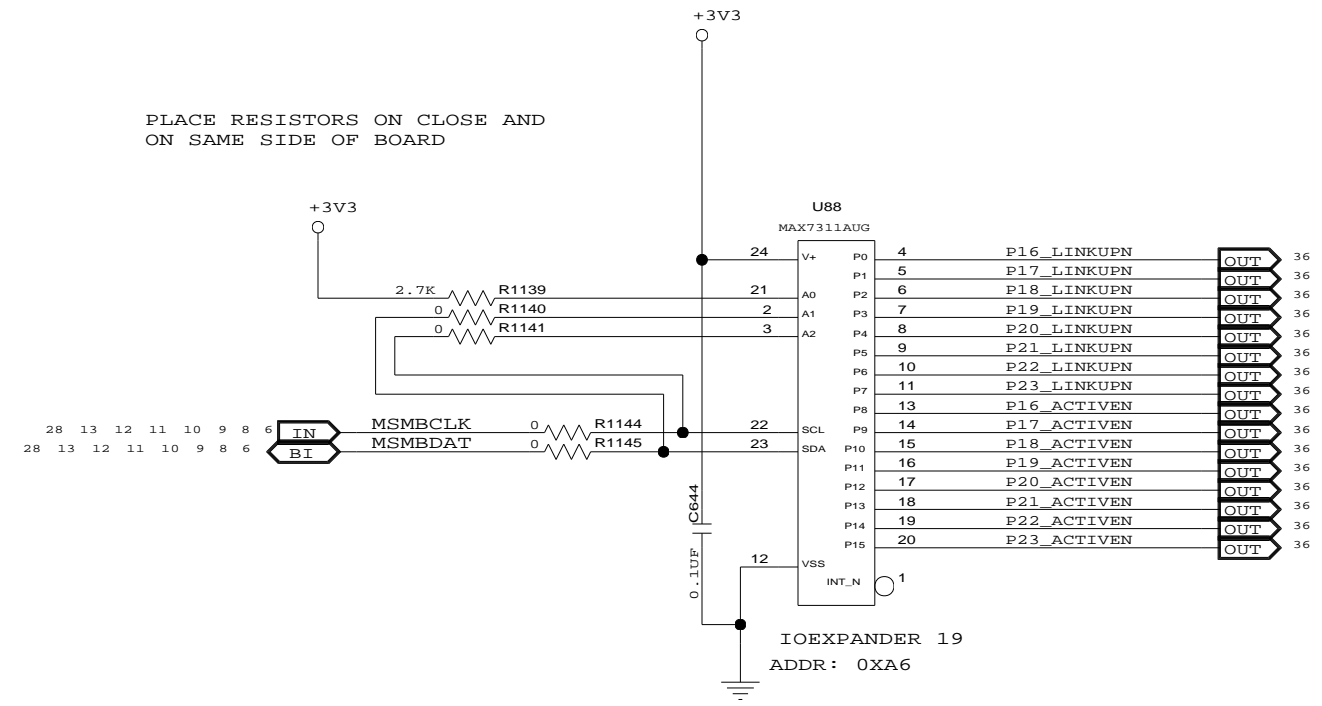 +3V3
PLACE RESISTORS ON CLOSE AND
ON SAME SIDE OF BOARD
+3V3
U88
MAX7311AUG
24 V+ P0 4 P16_LINKUPN OUT 36
P1 5 P17_LINKUPN OUT 36
2.7K R1139 21 A0 P2 6 P18_LINKUPN OUT 36
0 R1140 2 A1 P3 7 P19_LINKUPN OUT 36
0 R1141 3 A2 P4 8 P20_LINKUPN OUT 36
P5 9 P21_LINKUPN OUT 36
P6 10 P22_LINKUPN OUT 36
P7 11 P23_LINKUPN OUT 36
P8 13 P16_ACTIVEN OUT 36
28 13 12 11 10 9 8 6 IN MSMBCLK 0 R1144 22 SCL P9 14 P17_ACTIVEN OUT 36
28 13 12 11 10 9 8 6 BI MSMBDAT 0 R1145 23 SDA P10 15 P18_ACTIVEN OUT 36
P11 16 P19_ACTIVEN OUT 36
P12 17 P20_ACTIVEN OUT 36
P13 18 P21_ACTIVEN OUT 36
P14 19 P22_ACTIVEN OUT 36
P15 20 P23_ACTIVEN OUT 36
C644
0.1UF
12 VSS
INT_N 1
IOEXPANDER 19
ADDR: 0XA6